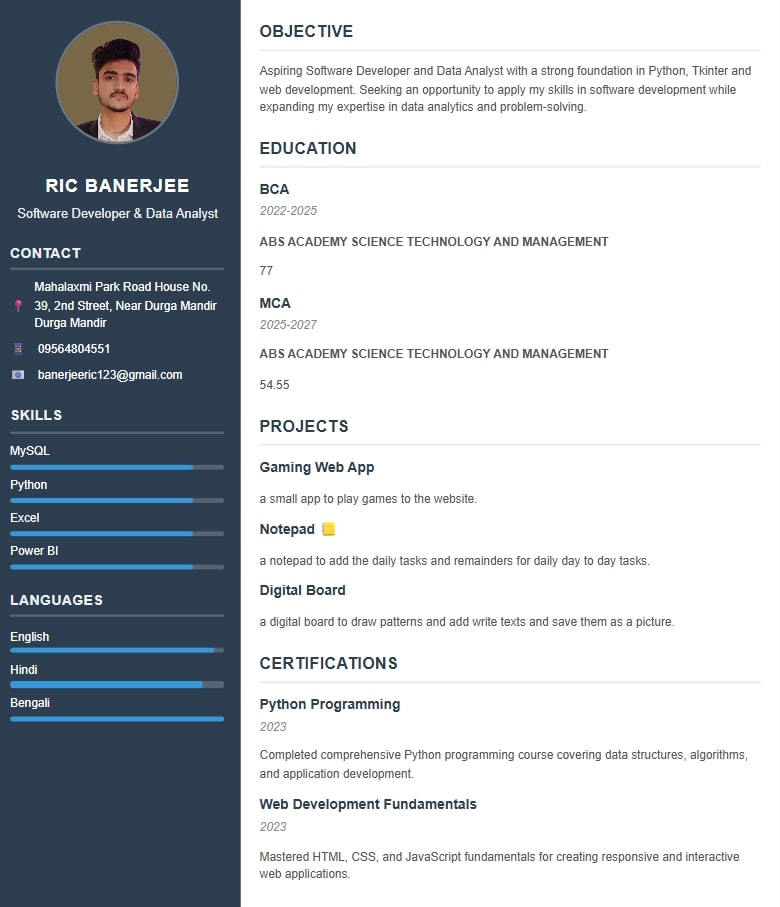 RIC BANERJEE
Software Developer & Data Analyst
CONTACT
Mahalaxmi Park Road House No.
39, 2nd Street, Near Durga Mandir
Durga Mandir
09564804551
banerjeeric123@gmail.com
SKILLS
MySQL
Python
Excel
Power BI
LANGUAGES
English
Hindi
Bengali
OBJECTIVE
Aspiring Software Developer and Data Analyst with a strong foundation in Python, Tkinter and
web development. Seeking an opportunity to apply my skills in software development while
expanding my expertise in data analytics and problem-solving.
EDUCATION
BCA
2022-2025
ABS ACADEMY SCIENCE TECHNOLOGY AND MANAGEMENT
77
MCA
2025-2027
ABS ACADEMY SCIENCE TECHNOLOGY AND MANAGEMENT
54.55
PROJECTS
Gaming Web App
a small app to play games to the website.
Notepad 📒
a notepad to add the daily tasks and remainders for daily day to day tasks.
Digital Board
a digital board to draw patterns and add write texts and save them as a picture.
CERTIFICATIONS
Python Programming
2023
Completed comprehensive Python programming course covering data structures, algorithms,
and application development.
Web Development Fundamentals
2023
Mastered HTML, CSS, and JavaScript fundamentals for creating responsive and interactive
web applications.